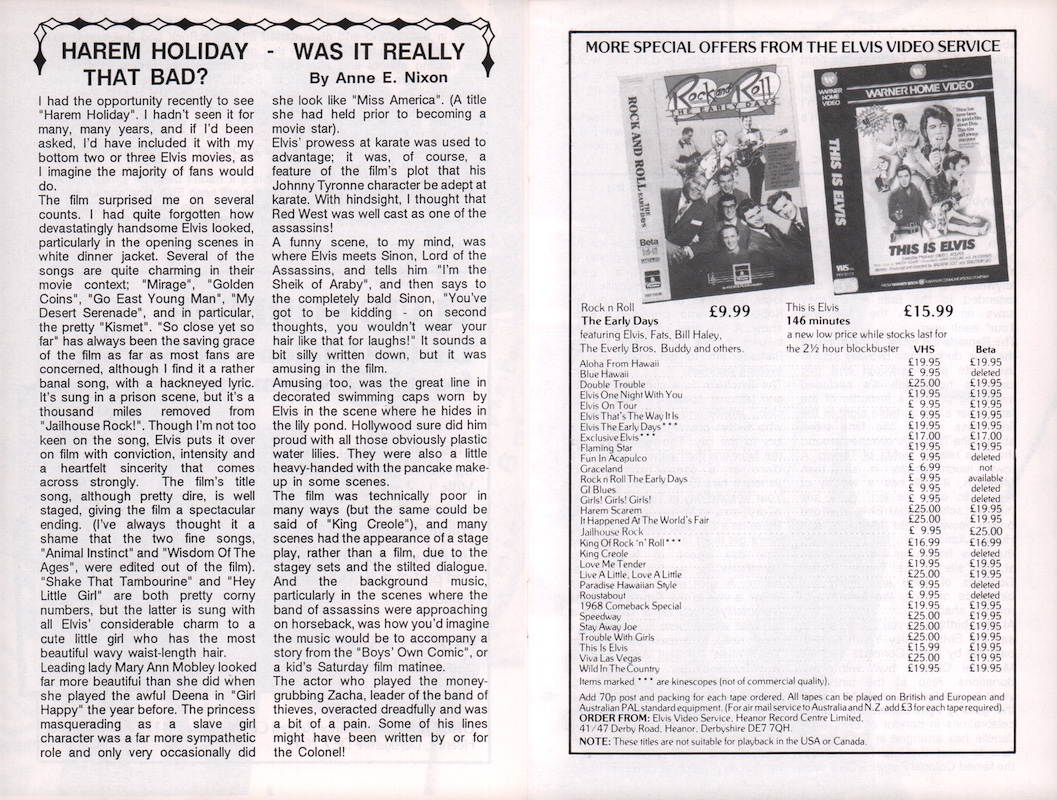 HAREM HOLIDAY - WAS IT REALLY
THAT BAD?
By Anne E. Nixon
I had the opportunity recently to see
"Harem Holiday". I hadn't seen it for
many, many years, and if I'd been
asked, I'd have included it with my
bottom two or three Elvis movies, as
I imagine the majority of fans would
do.
The film surprised me on several
counts. I had quite forgotten how
devastatingly handsome Elvis looked,
particularly in the opening scenes in
white dinner jacket. Several of the
songs are quite charming in their
movie context; "Mirage", "Golden
Coins", "Go East Young Man", "My
Desert Serenade", and in particular,
the pretty "Kismet". "So close yet so
far" has always been the saving grace
of the film as far as most fans are
concerned, although I find it a rather
banal song, with a hackneyed lyric.
It's sung in a prison scene, but it's a
thousand miles removed from
"Jailhouse Rock!". Though I'm not too
keen on the song, Elvis puts it over
on film with conviction, intensity and
a heartfelt sincerity that comes
across strongly. The film's title
song, although pretty dire, is well
staged, giving the film a spectacular
ending. (I've always thought it a
shame that the two fine songs,
"Animal Instinct" and "Wisdom Of The
Ages", were edited out of the film).
"Shake That Tambourine" and "Hey
Little Girl" are both pretty corny
numbers, but the latter is sung with
all Elvis' considerable charm to a
cute little girl who has the most
beautiful wavy waist-length hair.
Leading lady Mary Ann Mobley looked
far more beautiful than she did when
she played the awful Deena in "Girl
Happy" the year before. The princess
masquerading as a slave girl
character was a far more sympathetic
role and only very occasionally did
she look like "Miss America". (A title
she had held prior to becoming a
movie star).
Elvis' prowess at karate was used to
advantage; it was, of course, a
feature of the film's plot that his
Johnny Tyronne character be adept at
karate. With hindsight, I thought that
Red West was well cast as one of the
assassins!
A funny scene, to my mind, was
where Elvis meets Sinon, Lord of the
Assassins, and tells him "I'm the
Sheik of Araby", and then says to
the completely bald Sinon, "You've
got to be kidding - on second
thoughts, you wouldn't wear your
hair like that for laughs!" It sounds a
bit silly written down, but it was
amusing in the film.
Amusing too, was the great line in
decorated swimming caps worn by
Elvis in the scene where he hides in
the lily pond. Hollywood sure did him
proud with all those obviously plastic
water lilies. They were also a little
heavy-handed with the pancake make-
up in some scenes.
The film was technically poor in
many ways (but the same could be
said of "King Creole"), and many
scenes had the appearance of a stage
play, rather than a film, due to the
stagey sets and the stilted dialogue.
And the background music,
particularly in the scenes where the
band of assassins were approaching
on horseback, was how you'd imagine
the music would be to accompany a
story from the "Boys' Own Comic", or
a kid's Saturday film matinee.
The actor who played the money-
grubbing Zacha, leader of the band of
thieves, overacted dreadfully and was
a bit of a pain. Some of his lines
might have been written by or for
the Colonel!
MORE SPECIAL OFFERS FROM THE ELVIS VIDEO SERVICE
ROCK AND ROLL THE EARLY DAYS
Beta
Rock and Roll
THE EARLY DAYS
WARNER HOME VIDEO
THIS IS ELVIS
VHS
WARNER HOME VIDEO
THIS IS ELVIS
Rock n Roll £9.99
The Early Days
featuring Elvis, Fats, Bill Haley,
The Everly Bros, Buddy and others.
This is Elvis £15.99
146 minutes
a new low price while stocks last for
the 2½ hour blockbuster VHS Beta
Aloha From Hawaii £19.95 £19.95
Blue Hawaii £ 9.95 deleted
Double Trouble £25.00 £19.95
Elvis One Night With You £19.95 £19.95
Elvis On Tour £ 9.95 £19.95
Elvis That's The Way It Is £ 9.95 £19.95
Elvis The Early Days*** £19.95 £19.95
Exclusive Elvis*** £17.00 £17.00
Flaming Star £19.95 £19.95
Fun In Acapulco £ 9.95 deleted
Graceland £ 6.99 not
Rock n Roll The Early Days £ 9.95 available
GI Blues £ 9.95 deleted
Girls! Girls! Girls! £ 9.95 deleted
Harem Scarem £25.00 £19.95
It Happened At The World's Fair £25.00 £19.95
Jailhouse Rock £ 9.95 £25.00
King Of Rock 'n' Roll*** £16.99 £16.99
King Creole £ 9.95 deleted
Love Me Tender £19.95 £19.95
Live A Little, Love A Little £25.00 £19.95
Paradise Hawaiian Style £ 9.95 deleted
Roustabout £ 9.95 deleted
1968 Comeback Special £19.95 £19.95
Speedway £25.00 £19.95
Stay Away Joe £25.00 £19.95
Trouble With Girls £25.00 £19.95
This Is Elvis £15.99 £19.95
Viva Las Vegas £25.00 £19.95
Wild In The Country £19.95 £19.95
Items marked *** are kinescopes (not of commercial quality).
Add 70p post and packing for each tape ordered. All tapes can be played on British and European and
Australian PAL standard equipment. (For air mail service to Australia and N.Z. add £3 for each tape required).
ORDER FROM: Elvis Video Service, Heanor Record Centre Limited,
41/47 Derby Road, Heanor, Derbyshire DE7 7QH.
NOTE: These titles are not suitable for playback in the USA or Canada.